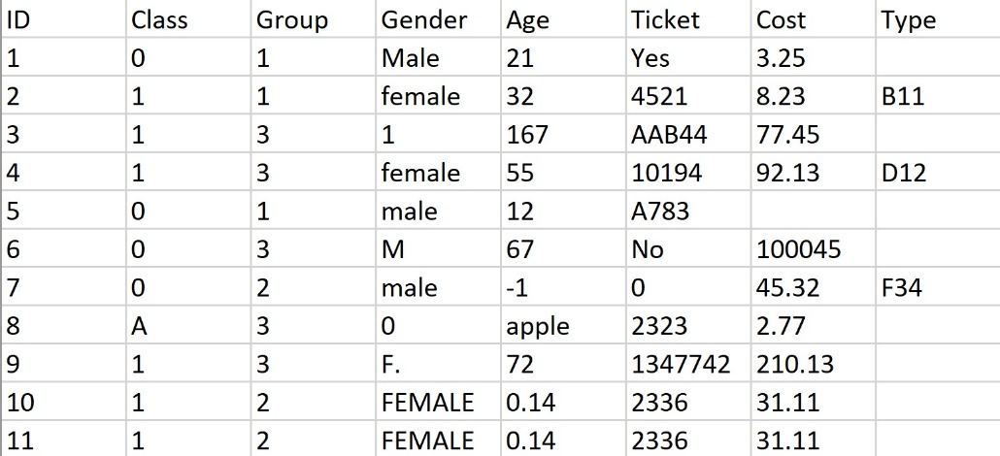 ID Class Group Gender Age Ticket Cost Type
1 0 1 Male 21 Yes 3.25
2 1 1 female 32 4521 8.23 B11
3 1 3 1 167 AAB44 77.45
4 1 3 female 55 10194 92.13 D12
5 0 1 male 12 A783
6 0 3 M 67 No 100045
7 0 2 male -1 0 45.32 F34
8 A 3 0 apple 2323 2.77
9 1 3 F. 72 1347742 210.13
10 1 2 FEMALE 0.14 2336 31.11
11 1 2 FEMALE 0.14 2336 31.11